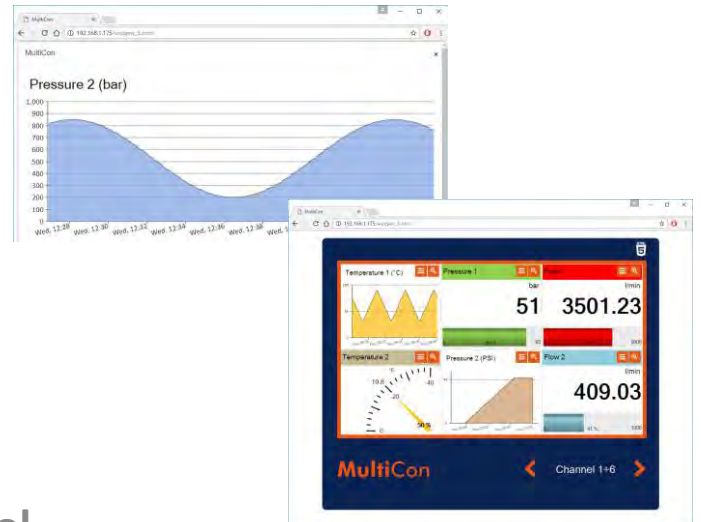 MultiCon
192.168.1.175
MultiCon
Pressure 2 (bar)
1,000
900
800
700
600
500
400
300
200
100
0
Wed, 12:28 Wed, 12:30 Wed, 12:32 Wed, 12:34 Wed, 12:36 Wed, 12:38
MultiCon
192.168.1.175
Temperature 1 (°C)
Pressure 1
bar
51
l/min
3501.23
Temperature 2
Pressure 2 (PSI)
Flow 2
l/min
409.03
50 %
41 %
MultiCon
Channel 1÷6